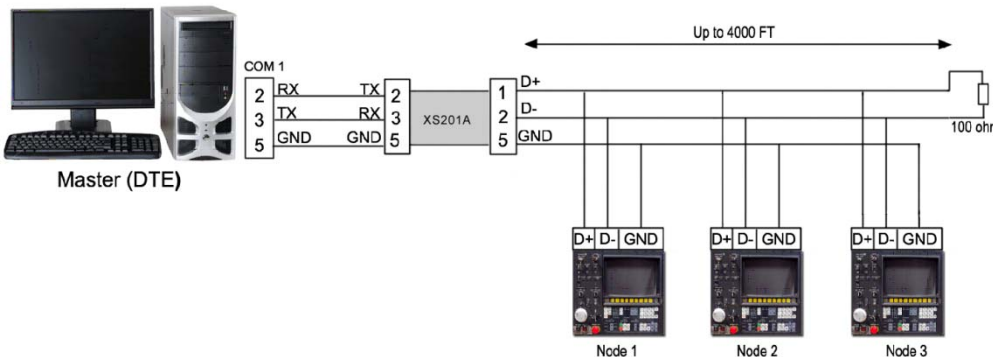 Up to 4000 FT
COM 1
2 RX TX 2
3 TX RX 3
5 GND GND 5
XS201A
1 D+
2 D-
5 GND
100 ohr
Master (DTE)
D+ D- GND D+ D- GND D+ D- GND
Node 1 Node 2 Node 3